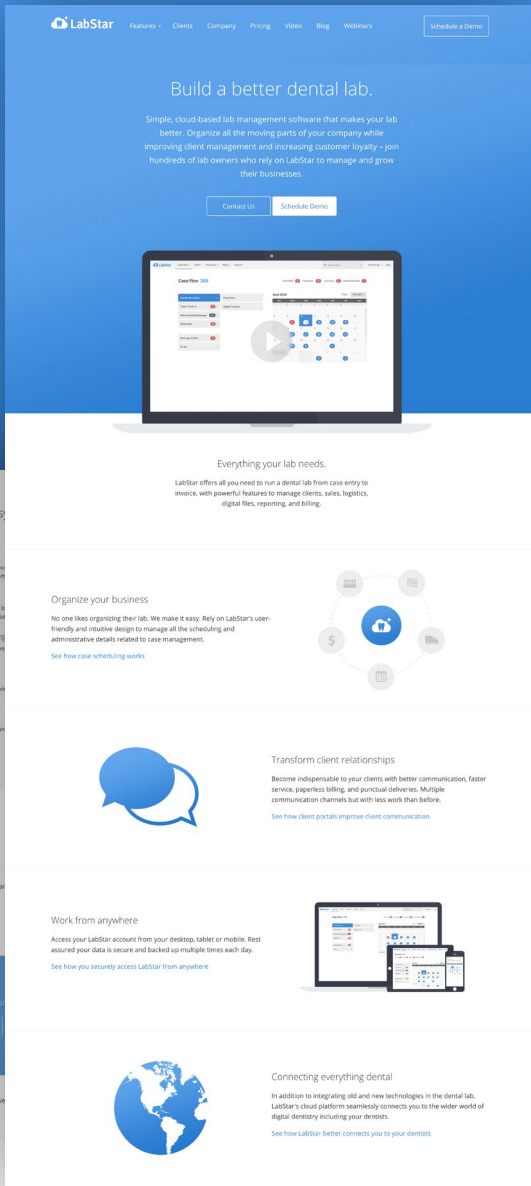 LabStar
Features
Clients
Company
Pricing
Video
Blog
Webinars
Schedule a Demo
Build a better dental lab.
Simple, cloud-based lab management software that makes your lab
better. Organize all the moving parts of your company while
improving client management and increasing customer loyalty – join
hundreds of lab owners who rely on LabStar to manage and grow
their businesses.
Contact Us
Schedule Demo
LabStar
Case Flow
Everything your lab needs.
LabStar offers all you need to run a dental lab from case entry to
invoice, with powerful features to manage clients, sales, logistics,
digital files, reporting, and billing.
Organize your business
No one likes organizing their lab. We make it easy. Rely on LabStar's user-
friendly and intuitive design to manage all the scheduling and
administrative details related to case management.
See how case scheduling works
Transform client relationships
Become indispensable to your clients with better communication, faster
service, paperless billing, and punctual deliveries. Multiple
communication channels but with less work than before.
See how client portals improve client communication
Work from anywhere
Access your LabStar account from your desktop, tablet or mobile. Rest
assured your data is secure and backed up multiple times each day.
See how you securely access LabStar from anywhere
Connecting everything dental
In addition to integrating old and new technologies in the dental lab,
LabStar's cloud platform seamlessly connects you to the wider world of
digital dentistry including your dentists.
See how LabStar better connects you to your dentists